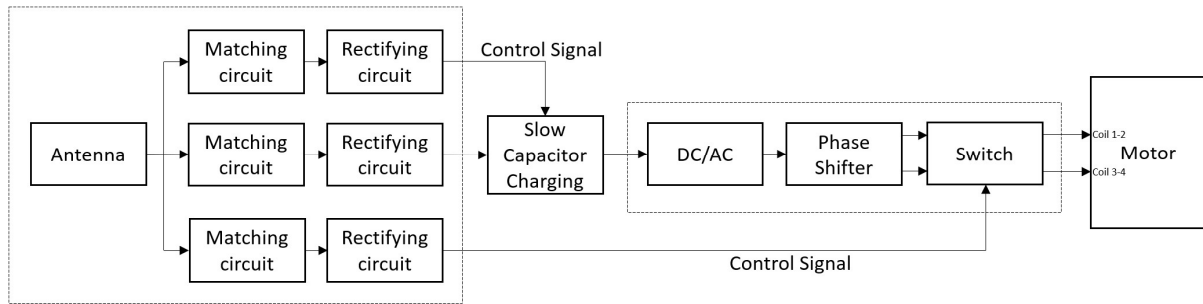 Matching
circuit
Rectifying
circuit
Control Signal
Antenna
Matching
circuit
Rectifying
circuit
Slow
Capacitor
Charging
DC/AC
Phase
Shifter
Switch
Coil 1-2
Motor
Coil 3-4
Matching
circuit
Rectifying
circuit
Control Signal